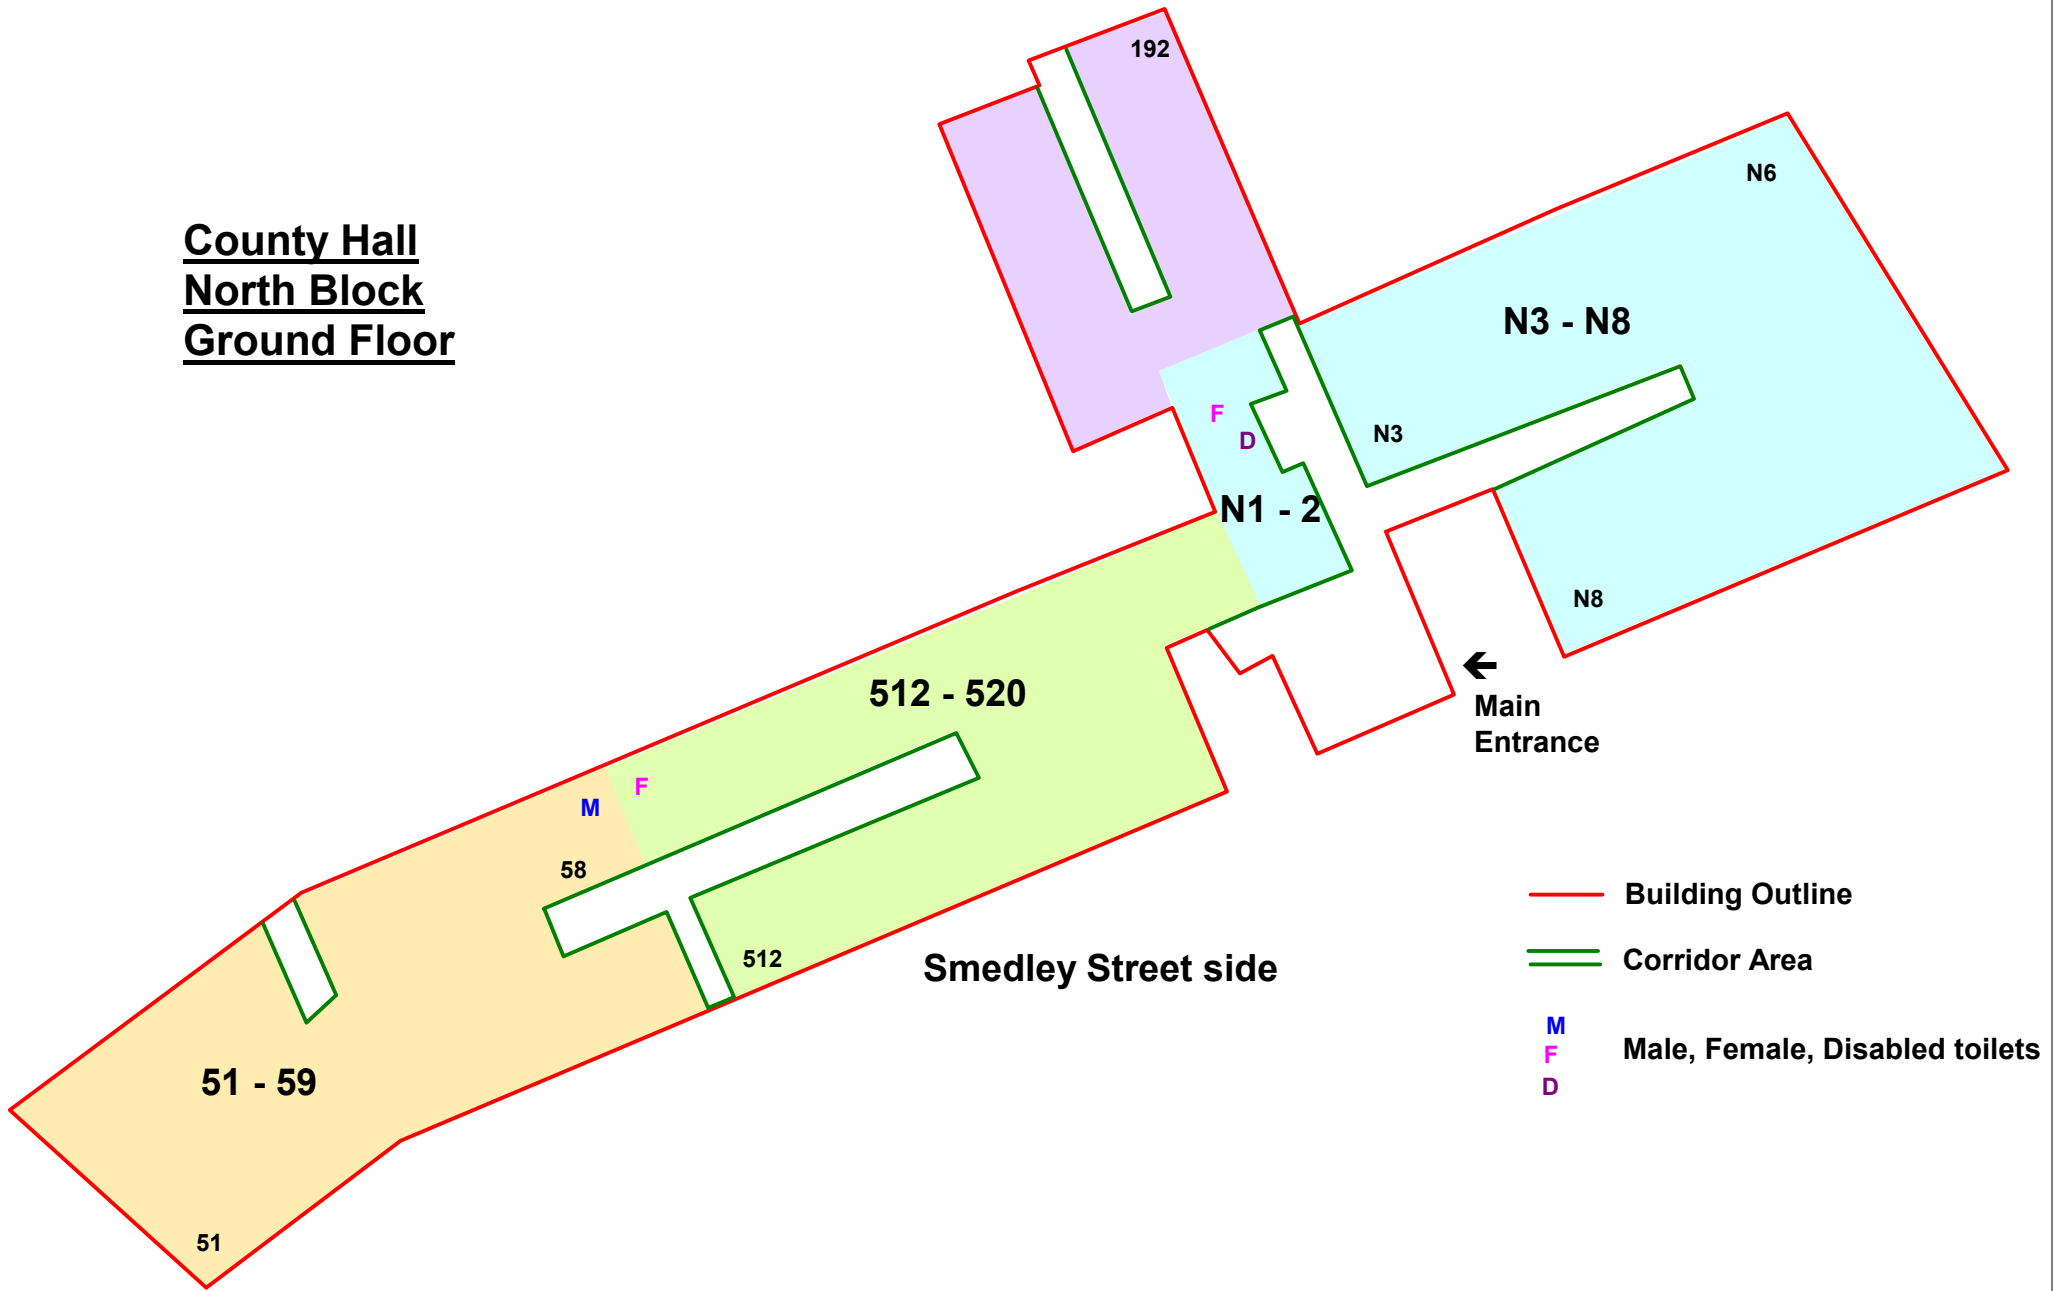 County Hall
North Block
Ground Floor
192
N6
N3 - N8
N3
F
D
N1 - 2
N8
512 - 520
Main
Entrance
F
M
58
512
Smedley Street side
51 - 59
51
Building Outline
Corridor Area
M
F
D
Male, Female, Disabled toilets